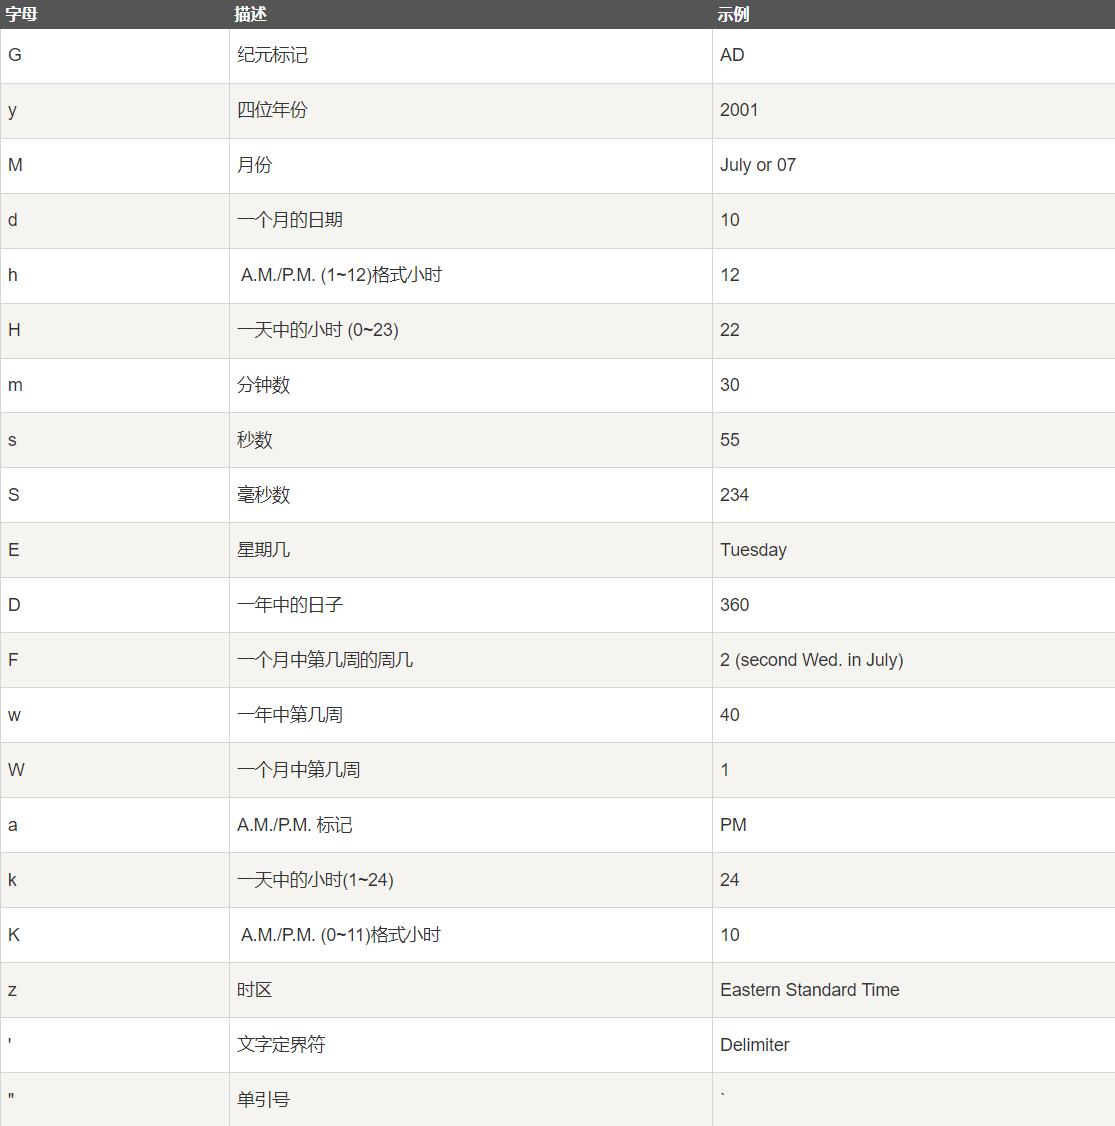 字母 描述 示例
G 纪元标记 AD
y 四位年份 2001
M 月份 July or 07
d 一个月的日期 10
h A.M./P.M. (1~12)格式小时 12
H 一天中的小时 (0~23) 22
m 分钟数 30
s 秒数 55
S 毫秒数 234
E 星期几 Tuesday
D 一年中的日子 360
F 一个月中第几周的周几 2 (second Wed. in July)
w 一年中第几周 40
W 一个月中第几周 1
a A.M./P.M. 标记 PM
k 一天中的小时(1~24) 24
K A.M./P.M. (0~11)格式小时 10
z 时区 Eastern Standard Time
' 文字定界符 Delimiter
" 单引号 `